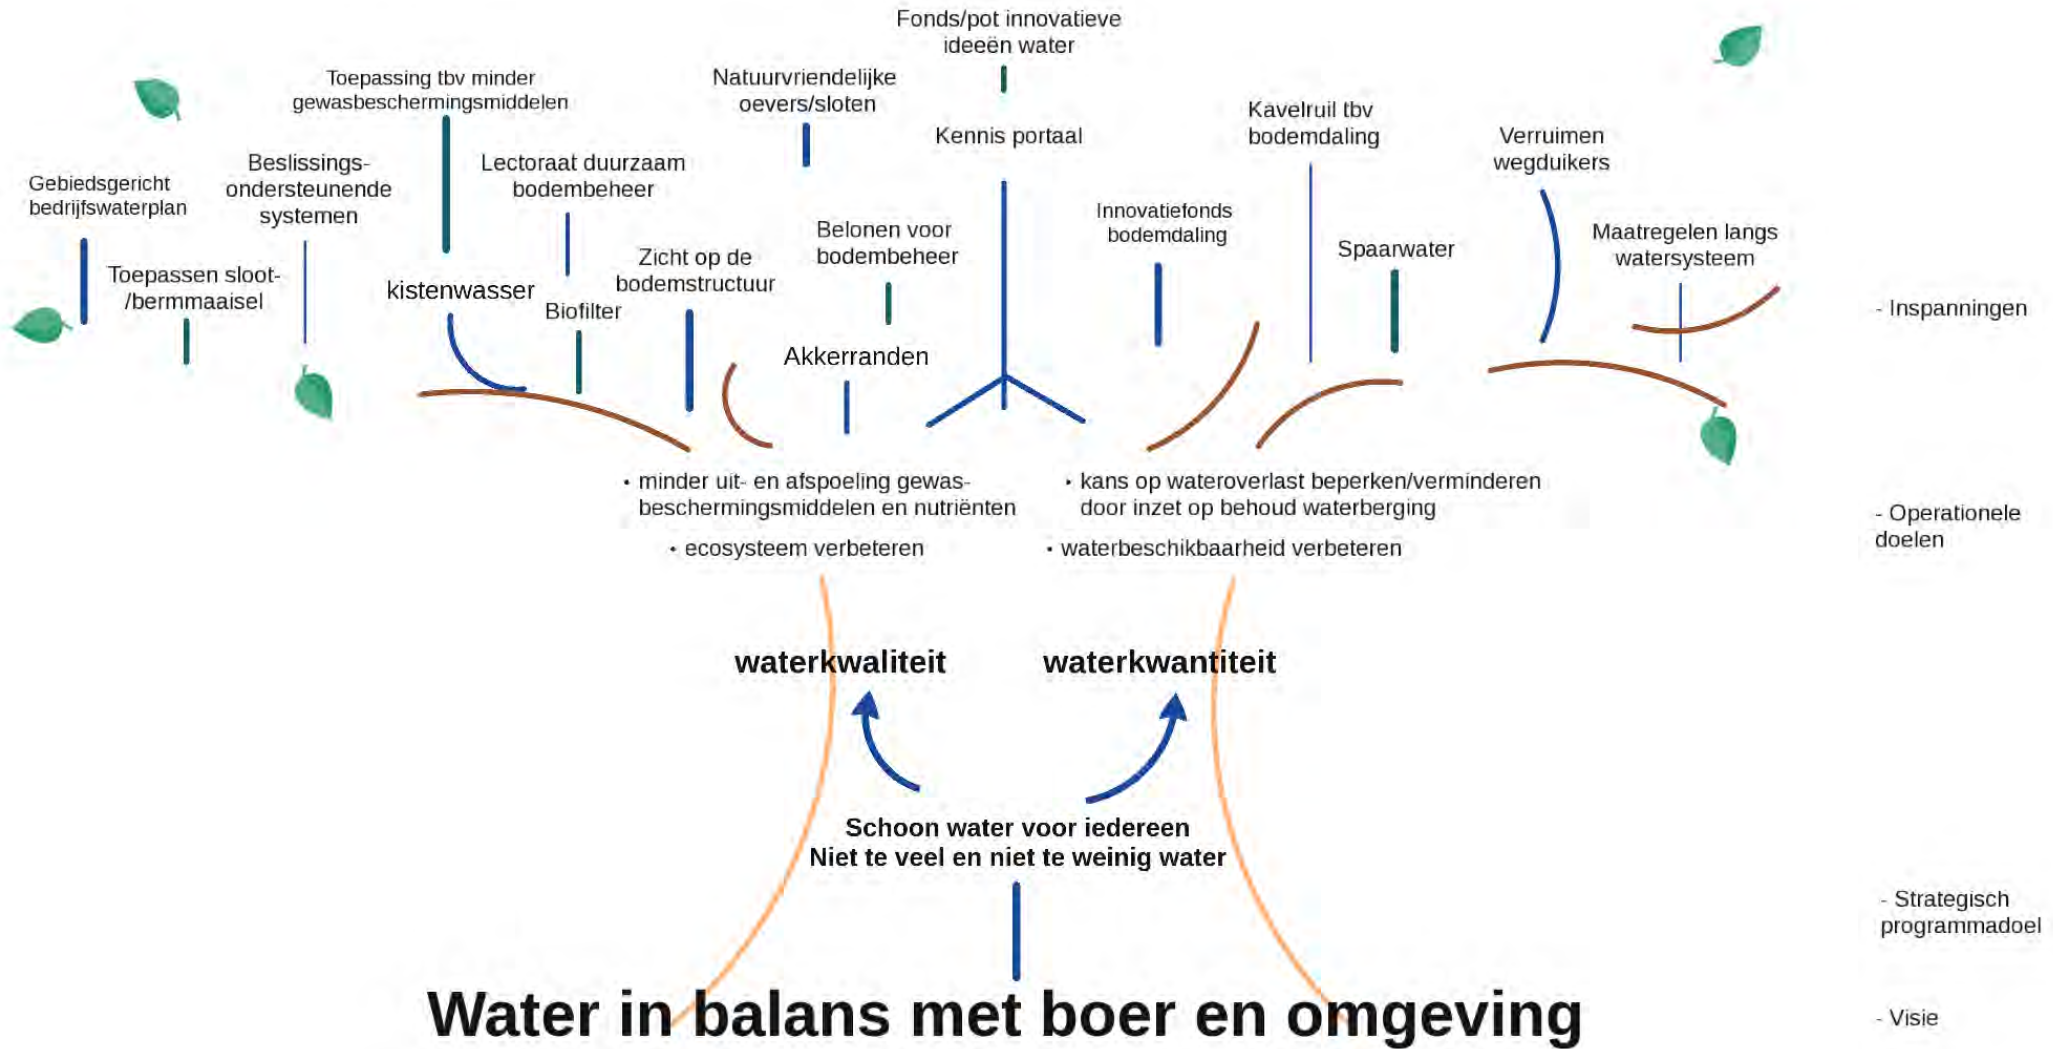 Fonds/pot innovatieve
ideeën water
Toepassing tbv minder
gewasbeschermingsmiddelen
Natuurvriendelijke
oevers/sloten
Kennis portaal
Kavelruil tbv
bodemdaling
Verruimen
wegduikers
Gebiedsgericht
bedrijfswaterplan
Beslissings-
ondersteunende
systemen
Lectoraat duurzaam
bodembeheer
Innovatiefonds
bodemdaling
Belonen voor
bodembeheer
Spaarwater
Maatregelen langs
watersysteem
Toepassen sloot-
/bermmaaisel
kistenwasser
Zicht op de
bodemstructuur
Biofilter
Akkerranden
- Inspanningen
• minder uit- en afspoeling gewas-
beschermingsmiddelen en nutriënten
• ecosysteem verbeteren
• kans op wateroverlast beperken/verminderen
door inzet op behoud waterberging
• waterbeschikbaarheid verbeteren
- Operationele
doelen
waterkwaliteit
waterkwantiteit
Schoon water voor iedereen
Niet te veel en niet te weinig water
- Strategisch
programmadoel
Water in balans met boer en omgeving
- Visie